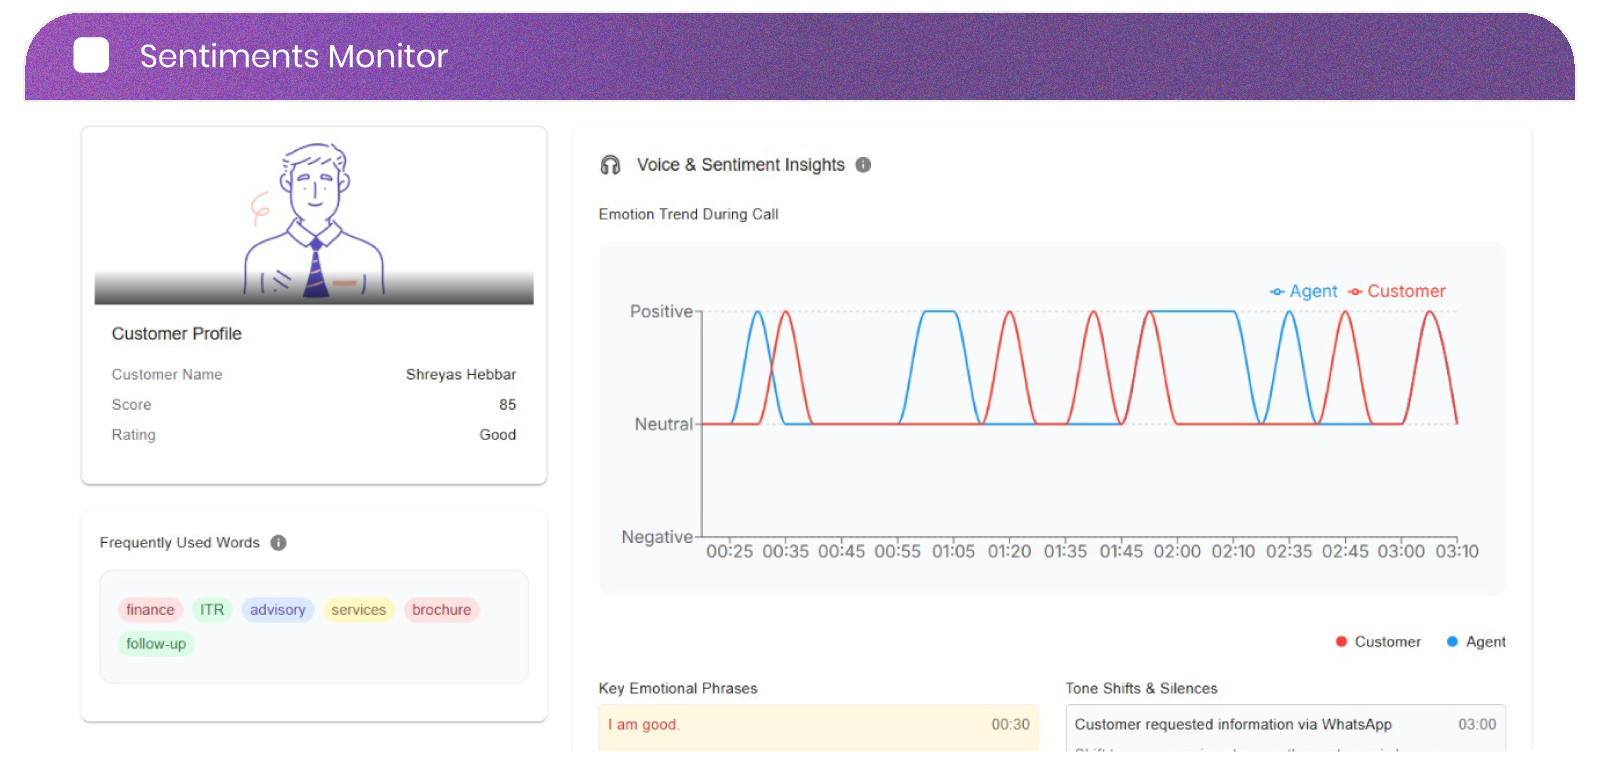 Sentiments Monitor
Customer Profile
Customer Name Shreyas Hebbar
Score 85
Rating Good
Frequently Used Words
finance ITR advisory services brochure
follow-up
Voice & Sentiment Insights
Emotion Trend During Call
Agent Customer
Positive
Neutral
Negative
00:25 00:35 00:45 00:55 01:05 01:20 01:35 01:45 02:00 02:10 02:35 02:45 03:00 03:10
Customer Agent
Key Emotional Phrases
I am good. 00:30
Tone Shifts & Silences
Customer requested information via WhatsApp 03:00